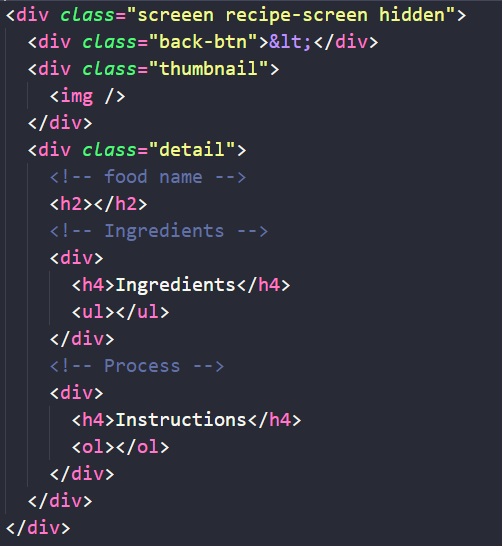 <div class="screeen recipe-screen hidden">
  <div class="back-btn">&lt;</div>
  <div class="thumbnail">
    <img />
  </div>
  <div class="detail">
    <!-- food name -->
    <h2></h2>
    <!-- Ingredients -->
    <div>
      <h4>Ingredients</h4>
      <ul></ul>
    </div>
    <!-- Process -->
    <div>
      <h4>Instructions</h4>
      <ol></ol>
    </div>
  </div>
</div>